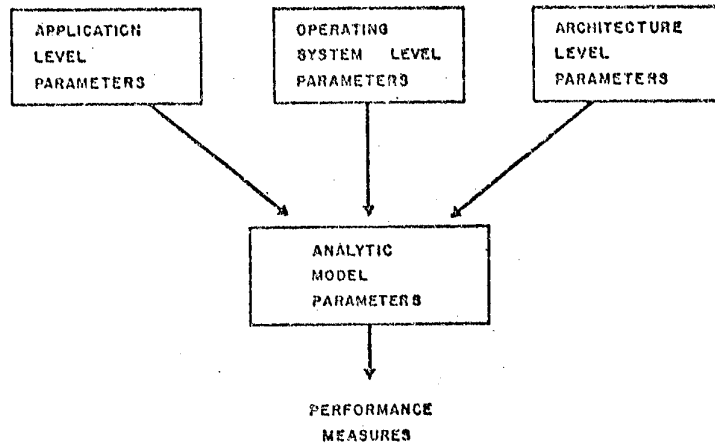 APPLICATION
LEVEL
PARAMETERS
OPERATING
SYSTEM LEVEL
PARAMETERS
ARCHITECTURE
LEVEL
PARAMETERS
ANALYTIC
MODEL
PARAMETERS
PERFORMANCE
MEASURES